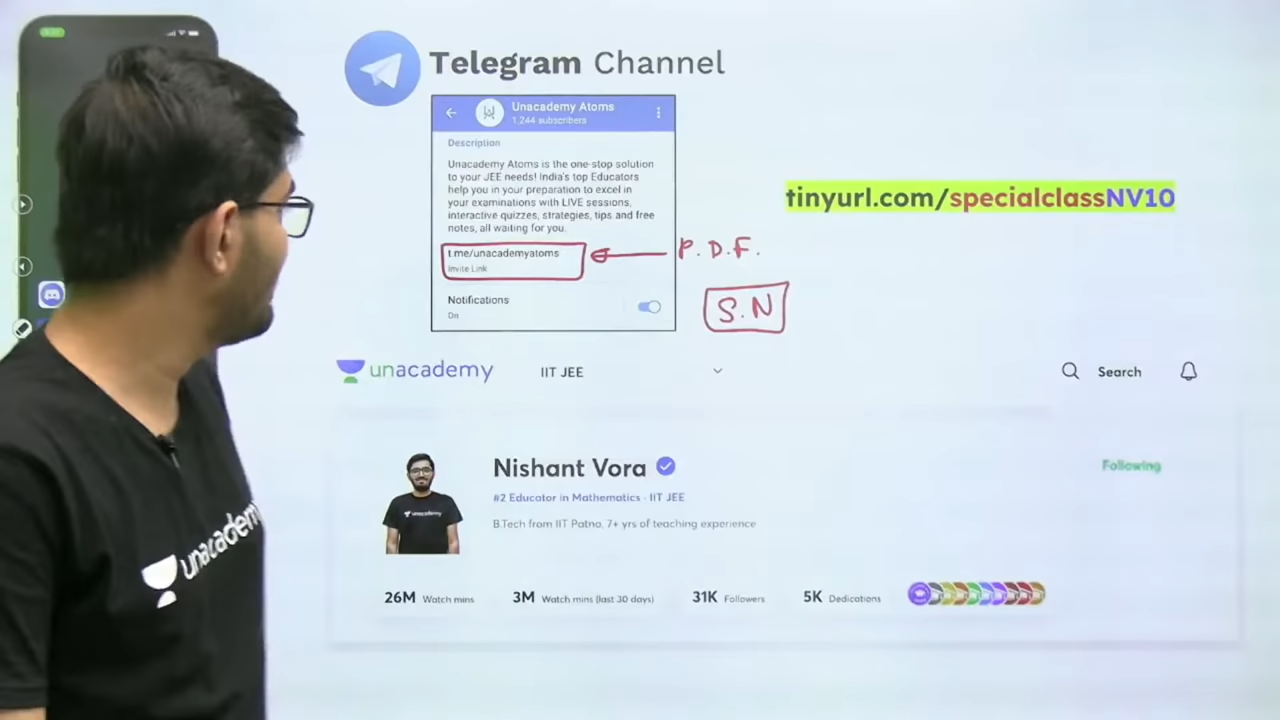 Telegram Channel
Unacademy Atoms
1,244 subscribers
Description
Unacademy Atoms is the one-stop solution
to your JEE needs! India's top Educators
help you in your preparation to excel in
your examinations with LIVE sessions,
interactive quizzes, strategies, tips and free
notes, all waiting for you.
t.me/unacademyatoms
Invite Link
Notifications
On
P.D.F.
S.N
tinyurl.com/specialclassNV10
unacademy
IIT JEE
Search
Nishant Vora
Following
#2 Educator in Mathematics - IIT JEE
B.Tech from IIT Patna, 7+ yrs of teaching experience
26M Watch mins
3M Watch mins (last 30 days)
31K Followers
5K Dedications
unacademy
unacademy